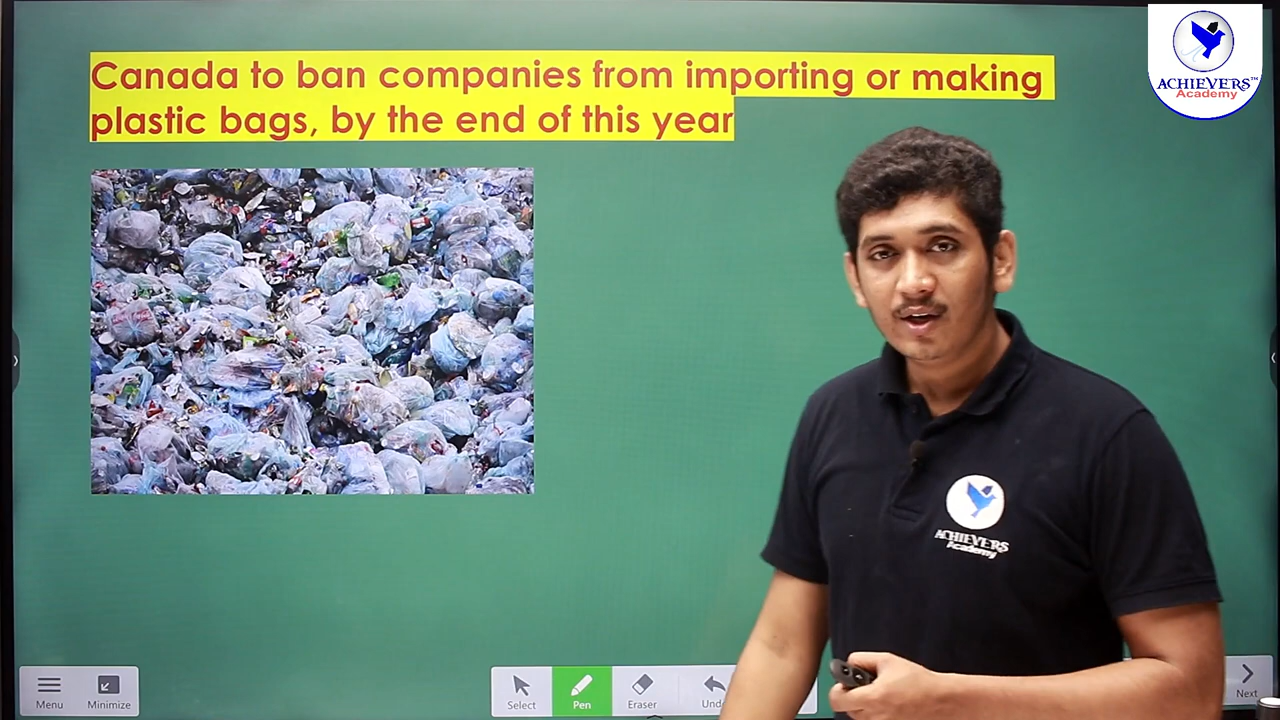 ACHIEVERS™
Academy
Canada to ban companies from importing or making
plastic bags, by the end of this year
ACHIEVERS
Academy
Menu
Minimize
Select
Pen
Eraser
Next